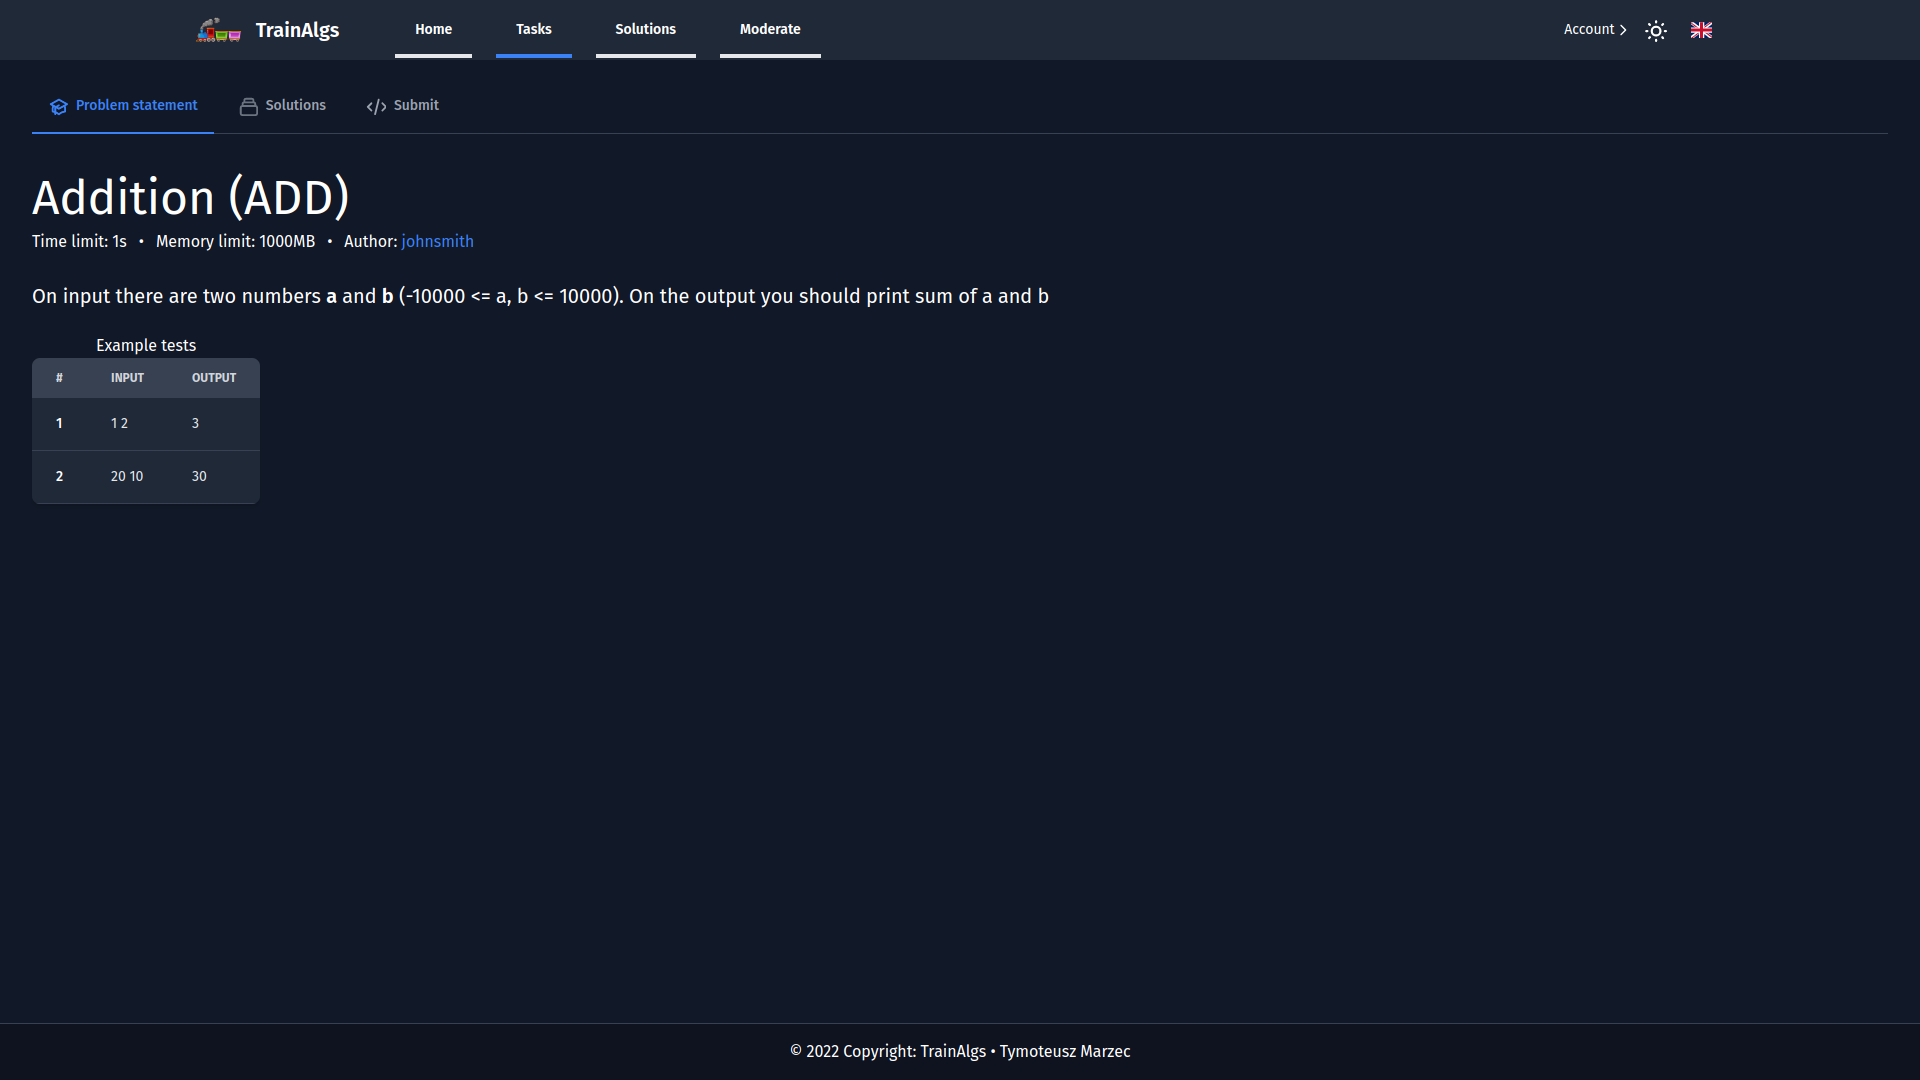 TrainAlgs Home Tasks Solutions Moderate Account
Problem statement Solutions Submit
Addition (ADD)
Time limit: 1s • Memory limit: 1000MB • Author: johnsmith
On input there are two numbers a and b (-10000 <= a, b <= 10000). On the output you should print sum of a and b
Example tests
# INPUT OUTPUT
1 1 2 3
2 20 10 30
© 2022 Copyright: TrainAlgs • Tymoteusz Marzec